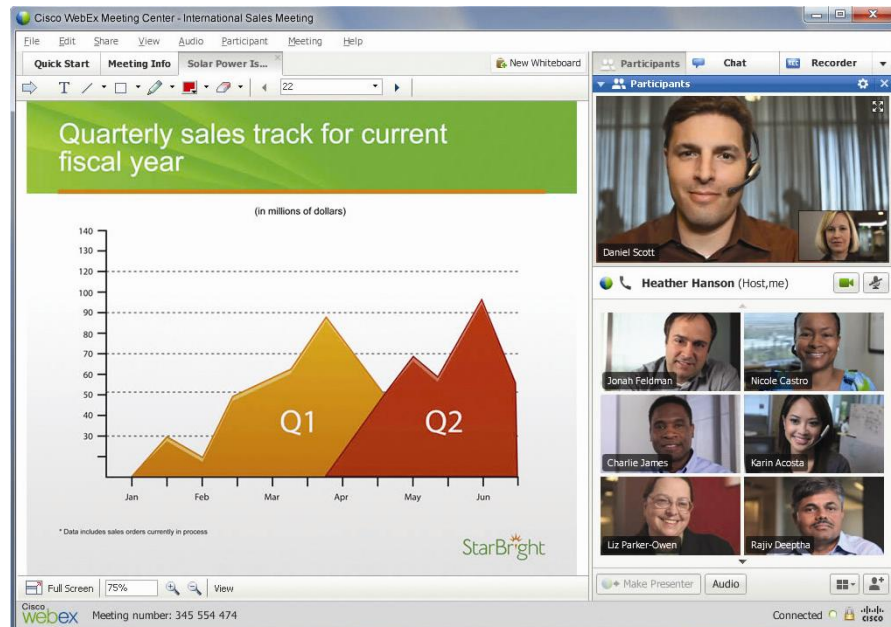 Cisco WebEx Meeting Center - International Sales Meeting
File Edit Share View Audio Participant Meeting Help
Quick Start Meeting Info Solar Power Is... New Whiteboard
T 22
Quarterly sales track for current
fiscal year
(in millions of dollars)
140
130
120
100
90
80
70
60
50
40
30
Q1 Q2
Jan Feb Mar Apr May Jun
* Data includes sales orders currently in process
StarBright
Full Screen 75% View
Participants Chat Recorder
Participants
Daniel Scott
Heather Hanson (Host,me)
Jonah Feldman Nicole Castro
Charlie James Karin Acosta
Liz Parker-Owen Rajiv Deeptha
Make Presenter Audio
Cisco
webex Meeting number: 345 554 474 Connected
CISCO